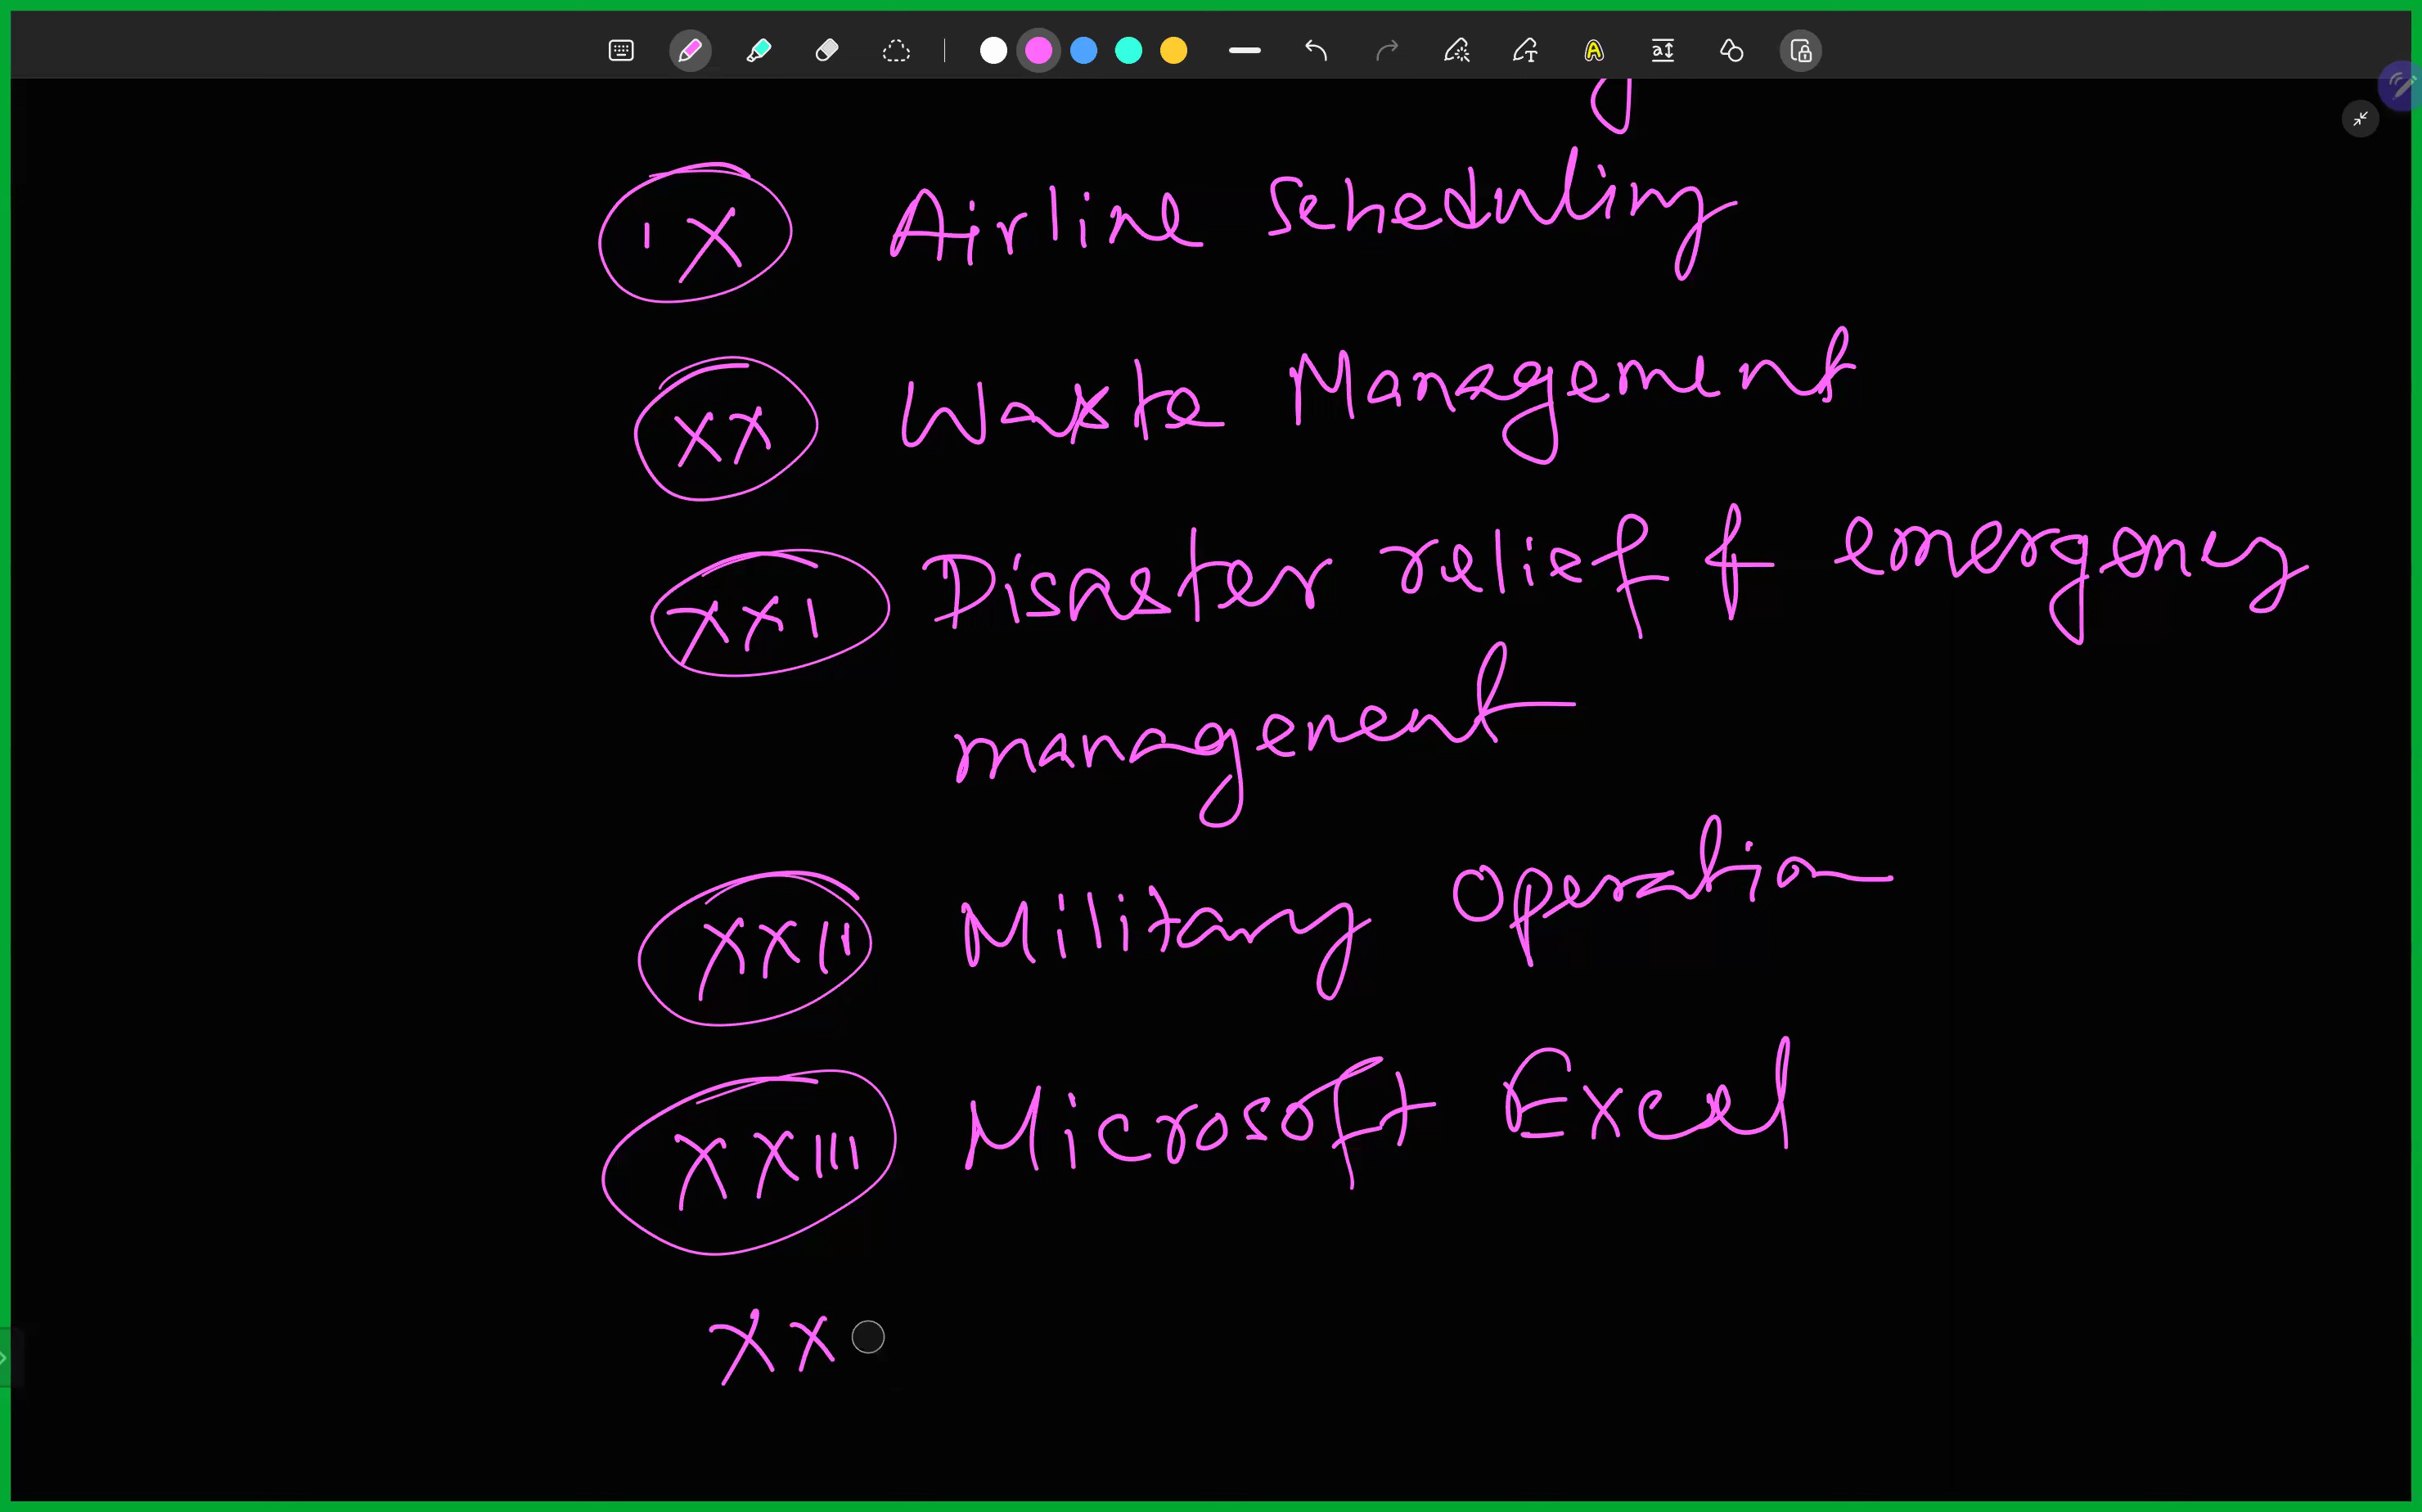 IX Airline Scheduling
XX Waste Management
XXI Disaster relief & emergency
management
XXII Military operation
XXIII Microsoft Excel
XX